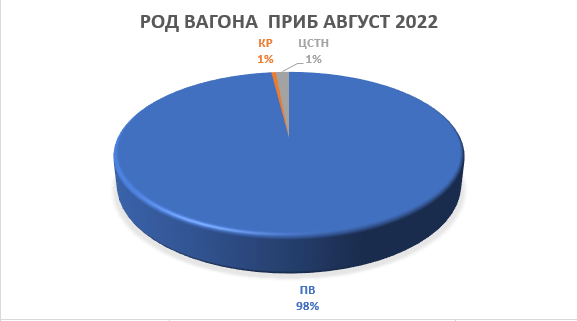 РОД ВАГОНА  ПРИБ АВГУСТ 2022
КР
1%
ЦСТН
1%
ПВ
98%